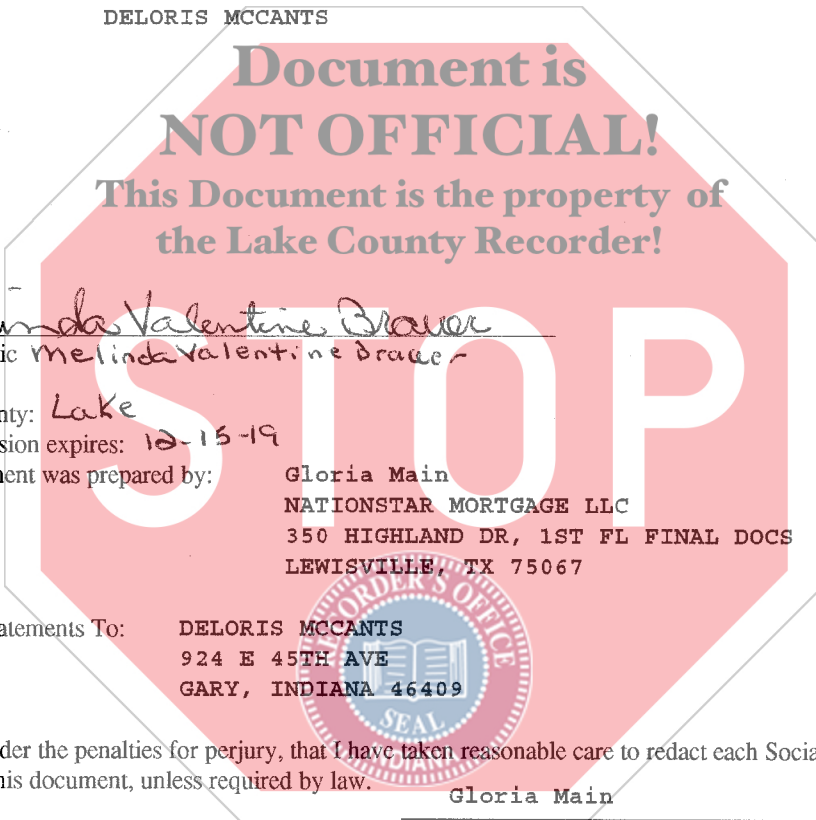 DELORIS MCCANTS
Document is
NOT OFFICIAL!
This Document is the property of
the Lake County Recorder!
STOP
inda Valentine Brauer
ic Melinda Valentine Brauer
nty: Lake
sion expires: 12-15-19
ent was prepared by: Gloria Main
NATIONSTAR MORTGAGE LLC
350 HIGHLAND DR, 1ST FL FINAL DOCS
LEWISVILLE, TX 75067
RECORDER'S OFFICE
atements To: DELORIS MCCANTS
924 E 45TH AVE
GARY, INDIANA 46409
SEAL
INDIANA
der the penalties for perjury, that I have taken reasonable care to redact each Socia
his document, unless required by law.
Gloria Main